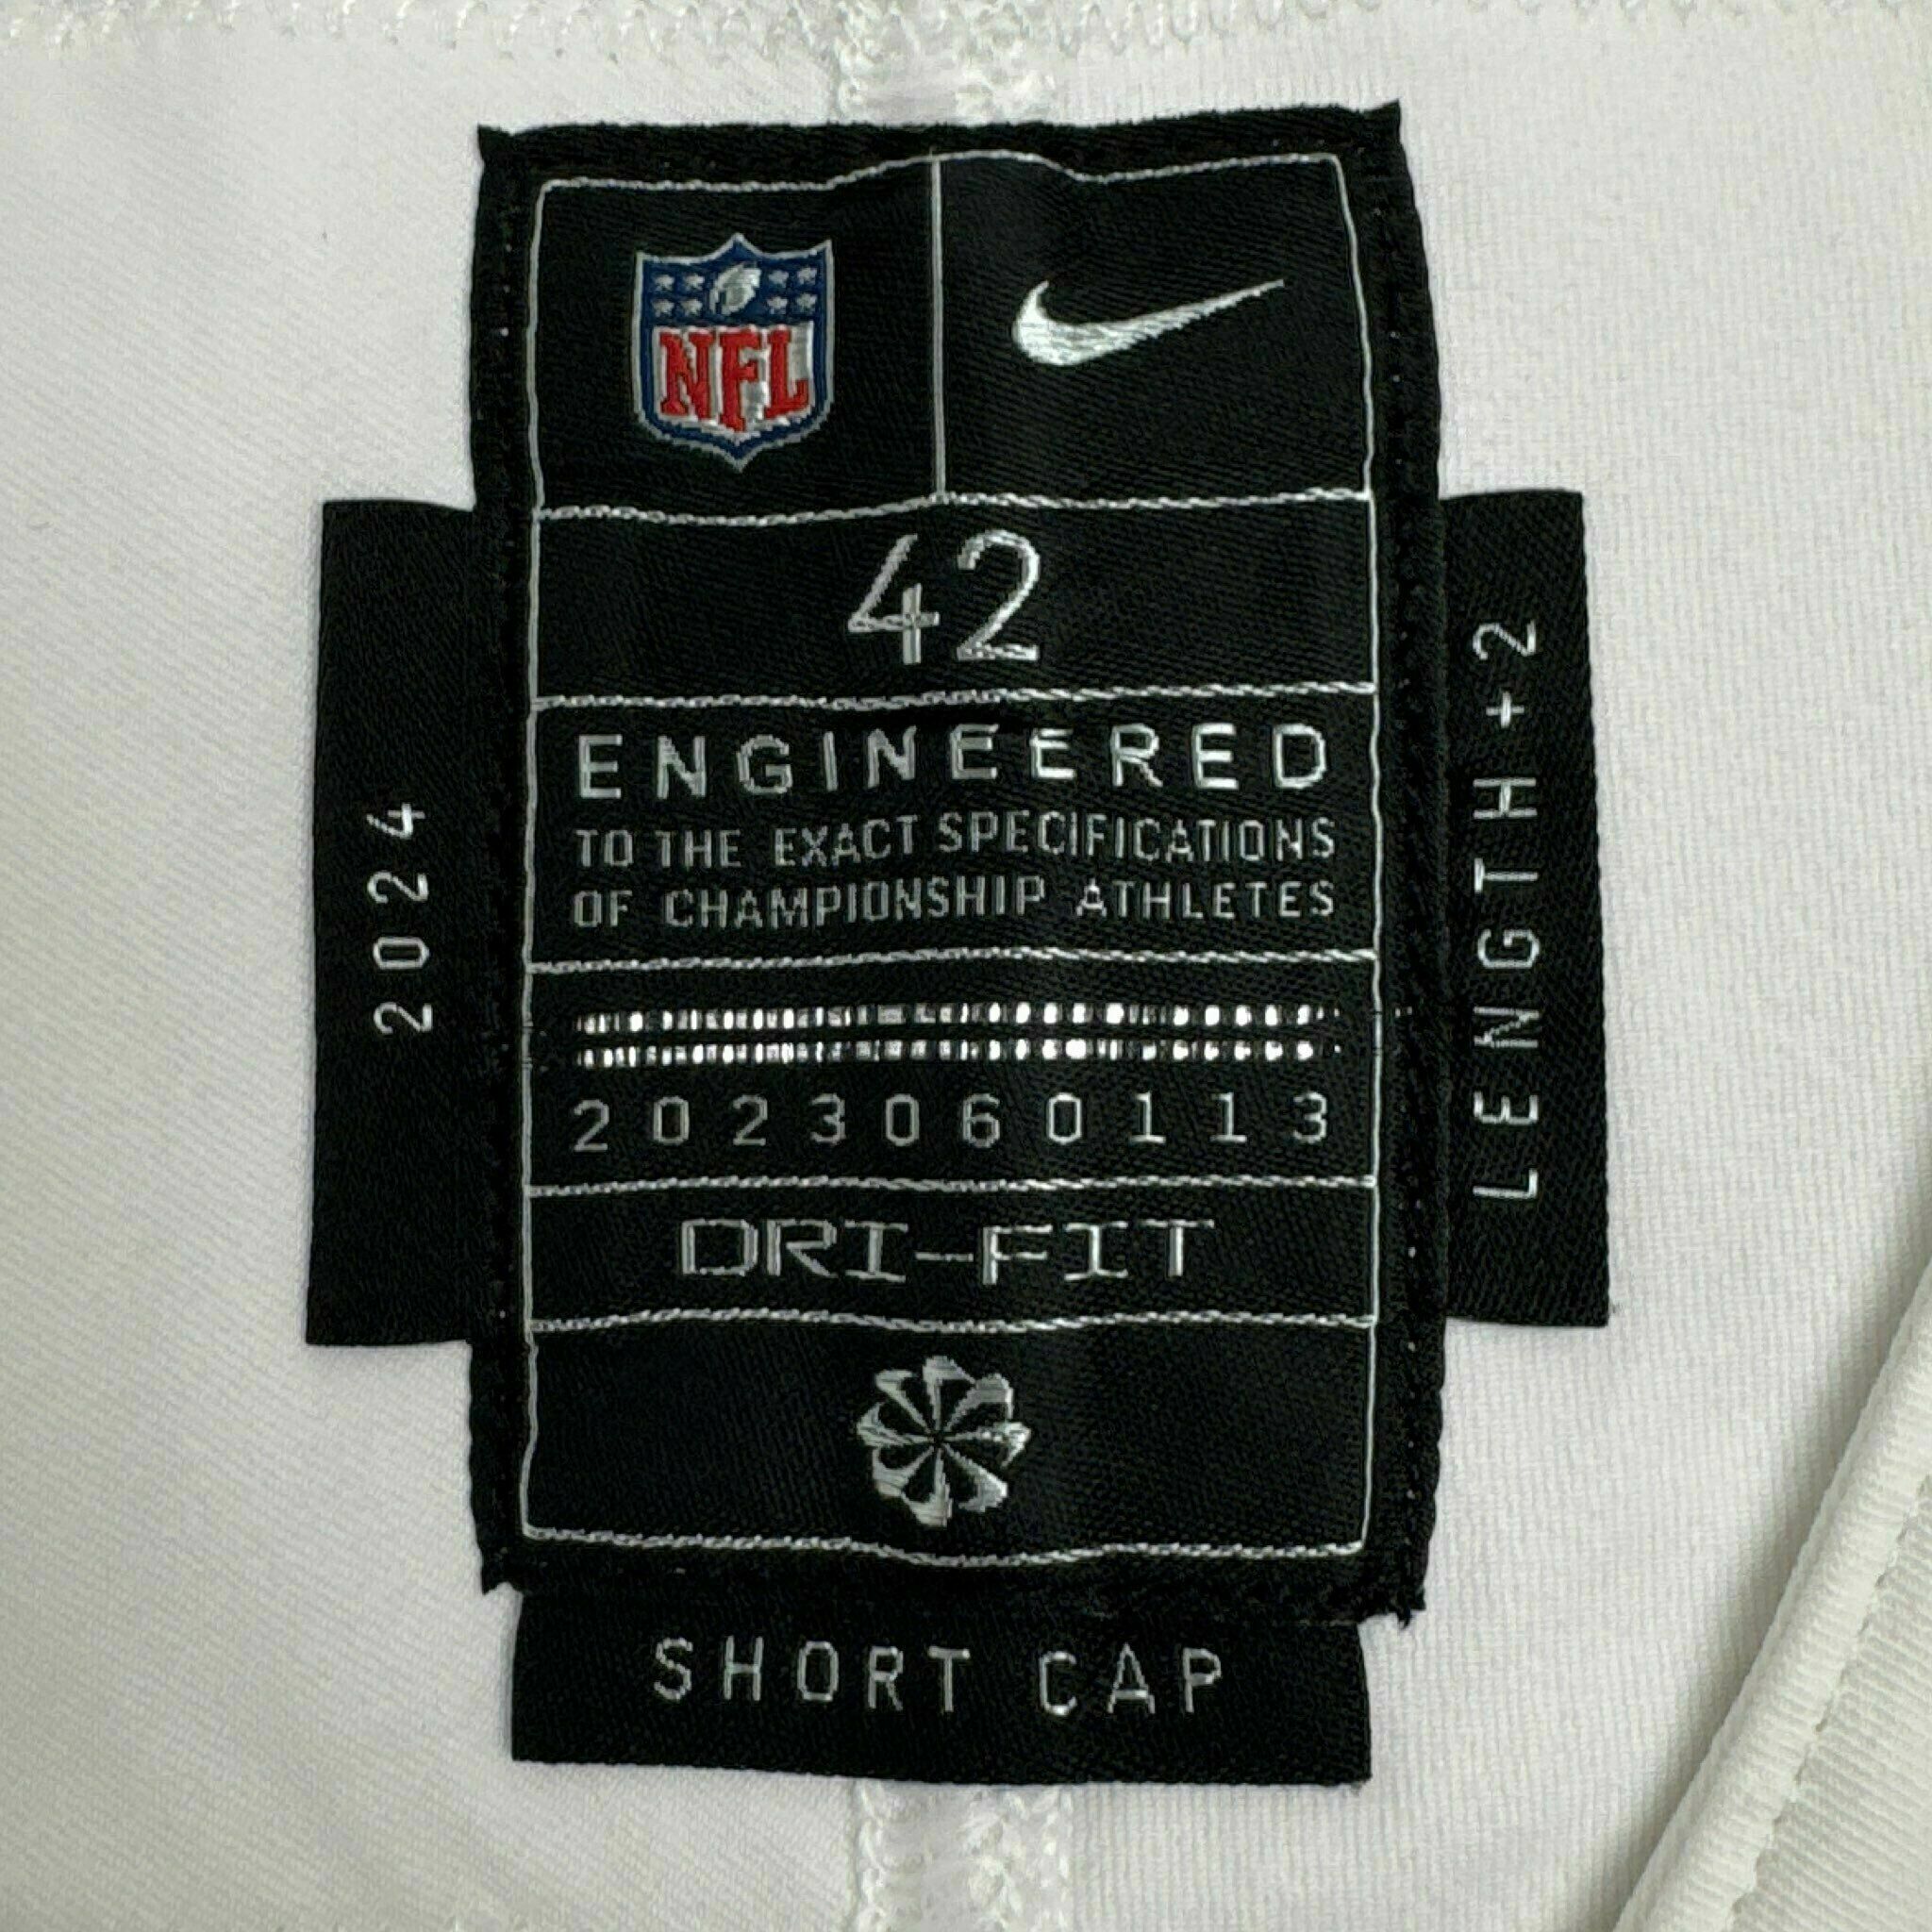 NFL
42
ENGINEERED
TO THE EXACT SPECIFICATIONS
OF CHAMPIONSHIP ATHLETES
2023060113
DRI-FIT
SHORT CAP
2024
LENGTH+2